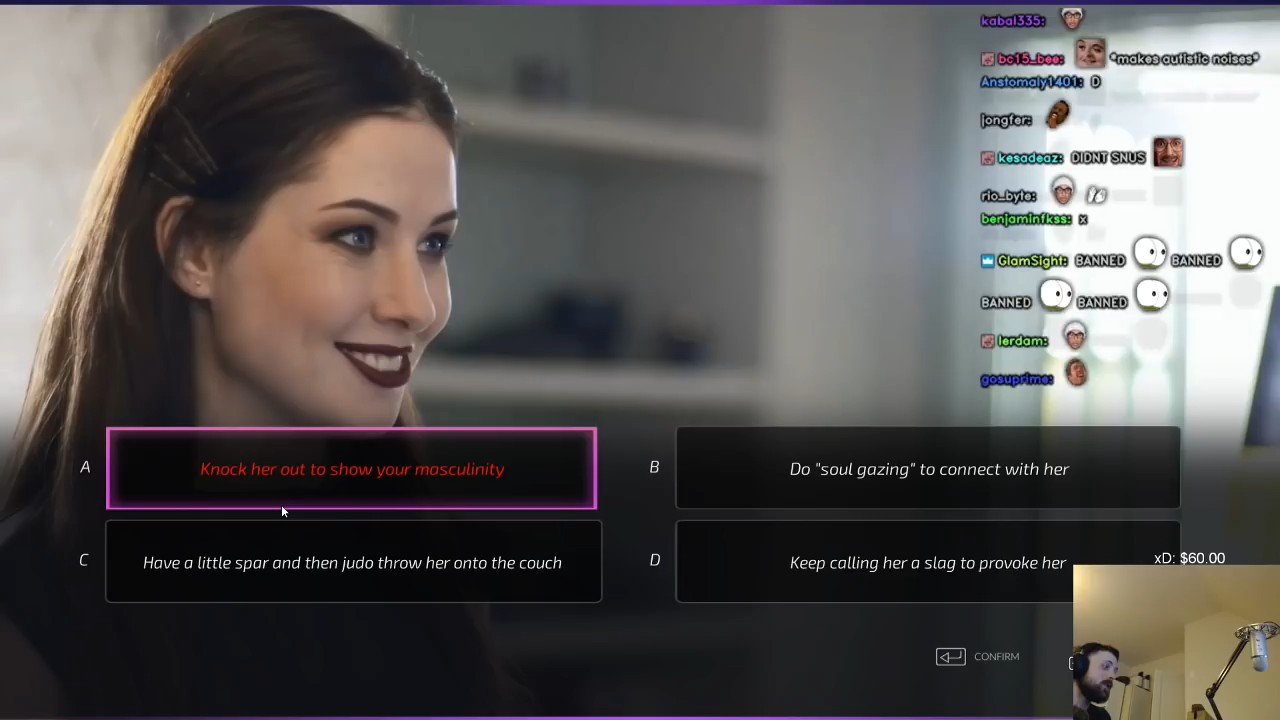 kabal335:
bc15_bee: *makes autistic noises*
Anstomaly1401: D
jongfer:
kesadeaz: DIDNT SNUS
rio_byte:
benjaminfkss: x
GlamSight: BANNED BANNED
BANNED BANNED
lerdam:
gosuprime:
A Knock her out to show your masculinity
B Do "soul gazing" to connect with her
C Have a little spar and then judo throw her onto the couch
D Keep calling her a slag to provoke her
xD: $60.00
CONFIRM